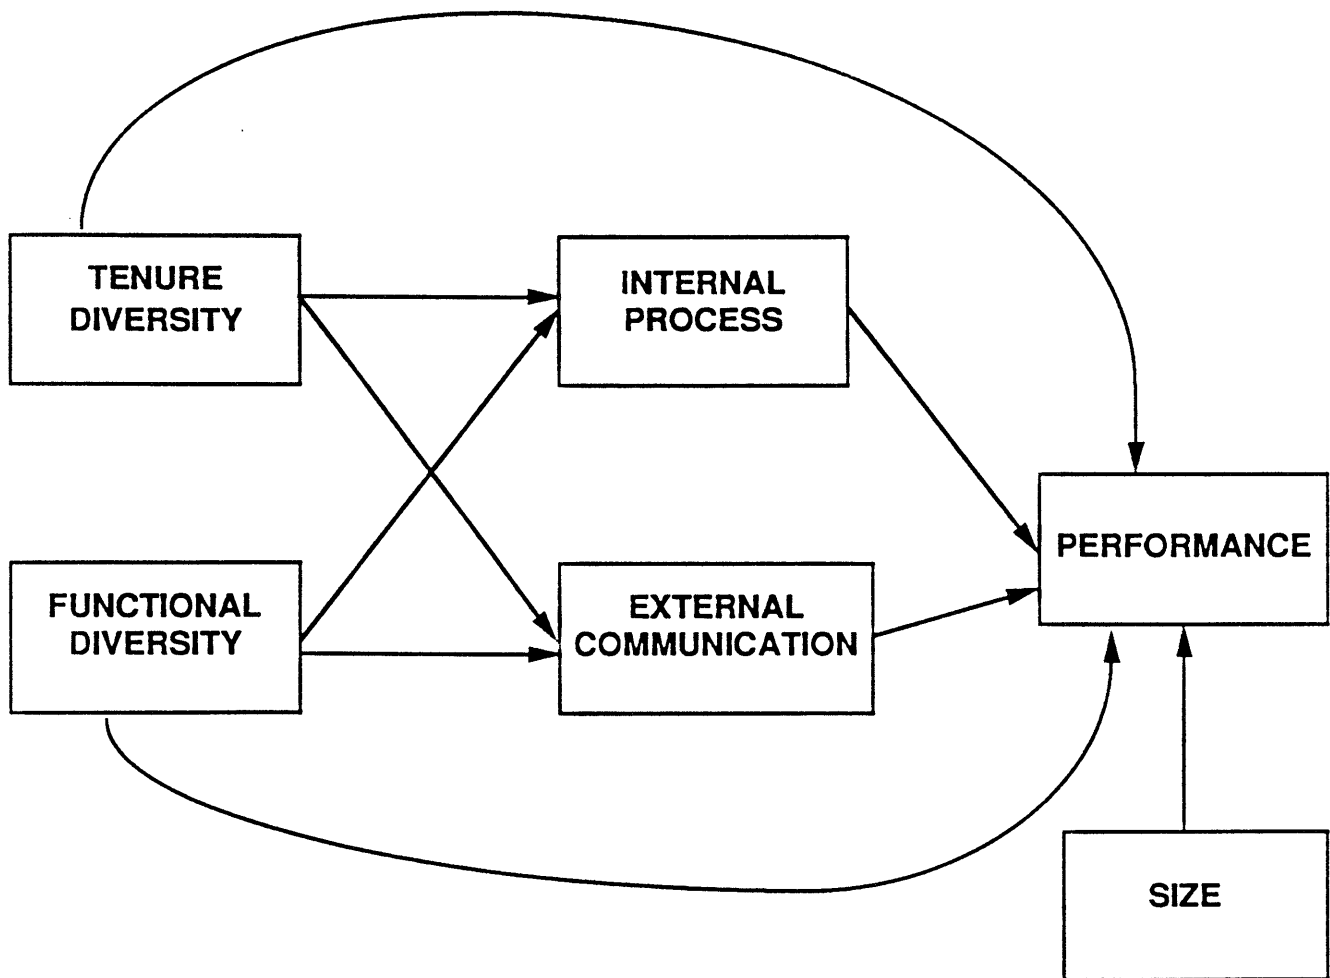 TENURE
DIVERSITY
INTERNAL
PROCESS
PERFORMANCE
FUNCTIONAL
DIVERSITY
EXTERNAL
COMMUNICATION
SIZE